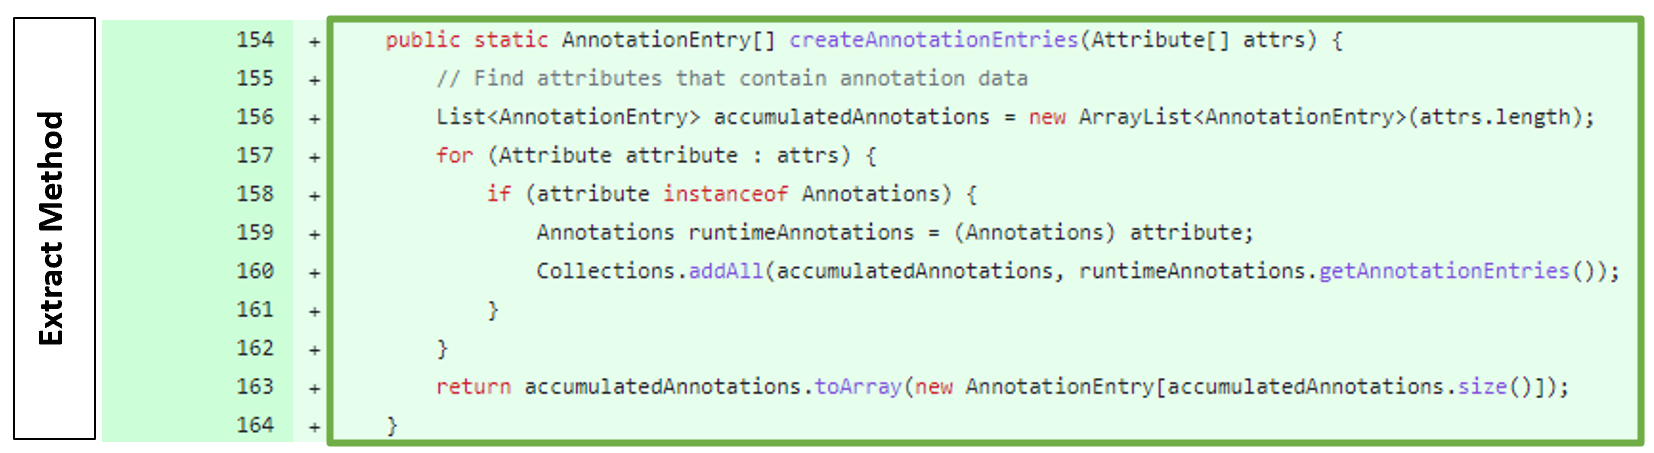 Extract Method
154 + public static AnnotationEntry[] createAnnotationEntries(Attribute[] attrs) {
155 + // Find attributes that contain annotation data
156 + List<AnnotationEntry> accumulatedAnnotations = new ArrayList<AnnotationEntry>(attrs.length);
157 + for (Attribute attribute : attrs) {
158 + if (attribute instanceof Annotations) {
159 + Annotations runtimeAnnotations = (Annotations) attribute;
160 + Collections.addAll(accumulatedAnnotations, runtimeAnnotations.getAnnotationEntries());
161 + }
162 + }
163 + return accumulatedAnnotations.toArray(new AnnotationEntry[accumulatedAnnotations.size()]);
164 + }